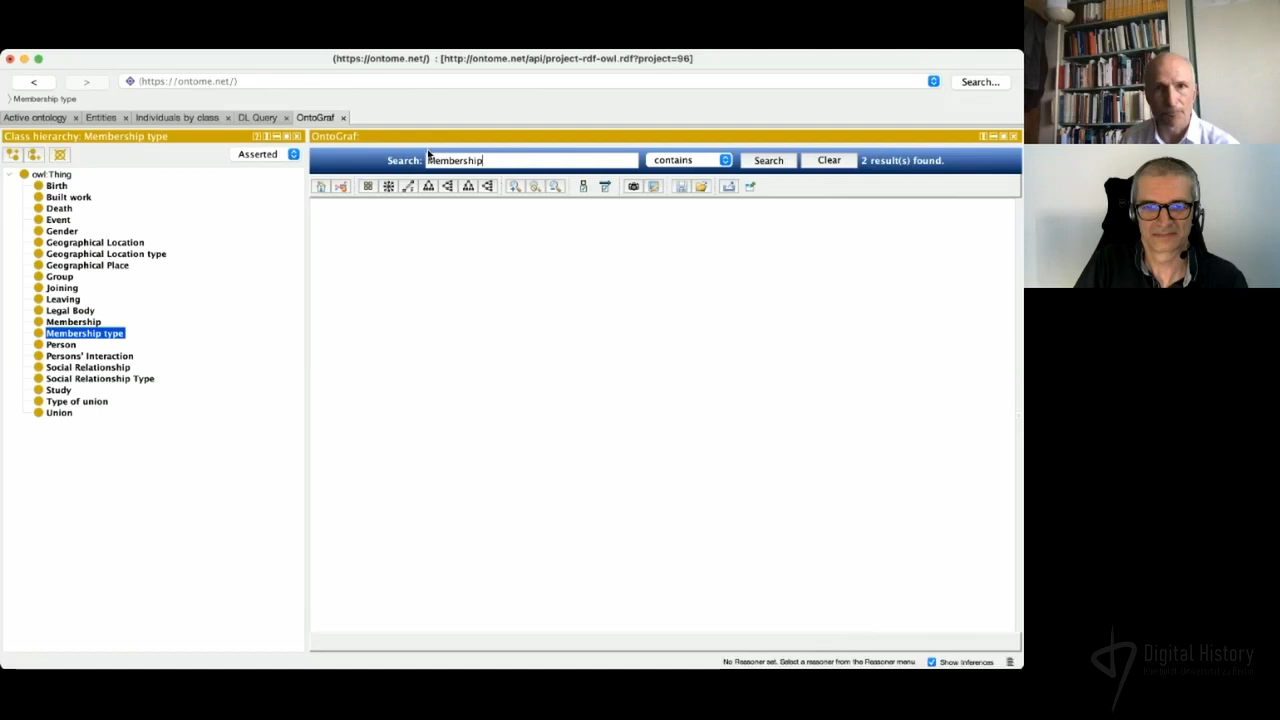 (https://ontome.net/) : [http://ontome.net/api/project-rdf-owl.rdf?project=96]
< > (https://ontome.net/) Search...
Membership type
Active ontology × Entities × Individuals by class × DL Query × OntoGraf ×
Class hierarchy: Membership type
OntoGraf:
Asserted
Search: Membership contains Search Clear 2 result(s) found.
owl:Thing
Birth
Built work
Death
Event
Gender
Geographical Location
Geographical Location type
Geographical Place
Group
Joining
Leaving
Legal Body
Membership
Membership type
Person
Persons' Interaction
Social Relationship
Social Relationship Type
Study
Type of union
Union
No Reasoner set. Select a reasoner from the Reasoner menu Show Inferences
Digital History